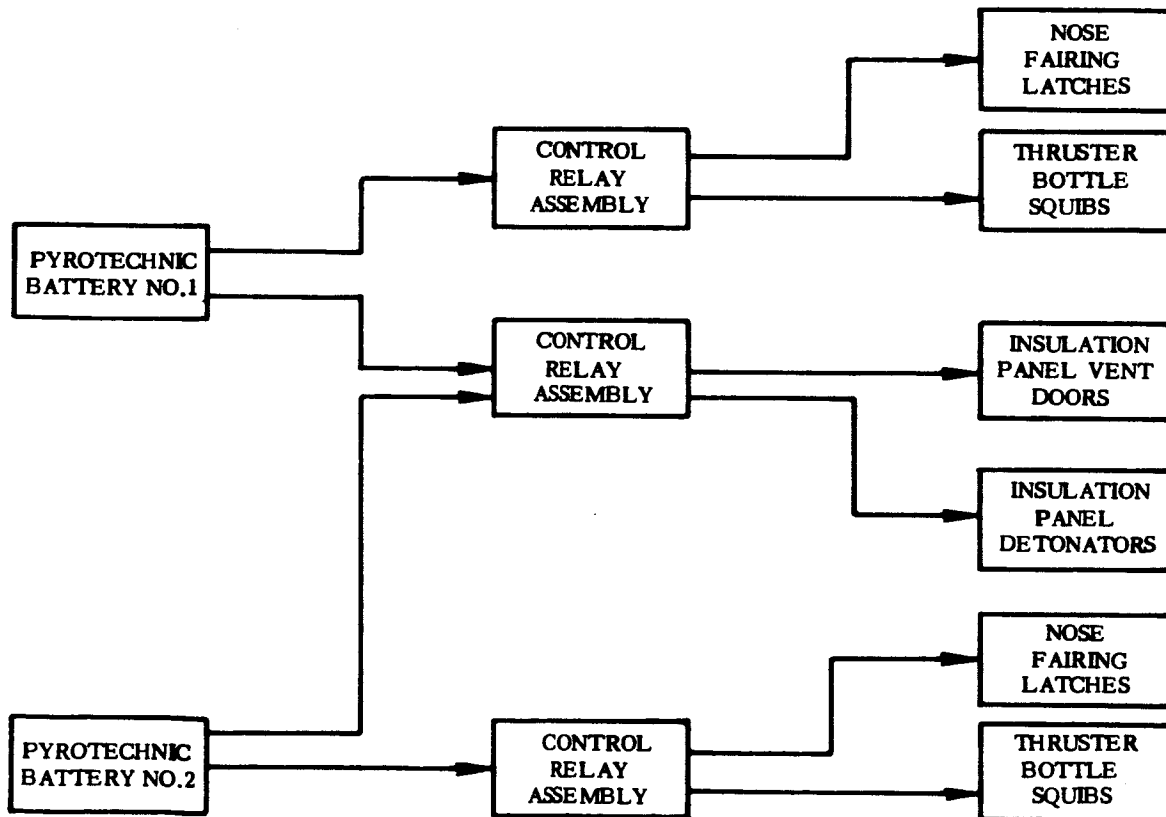 NOSE
FAIRING
LATCHES
CONTROL
RELAY
ASSEMBLY
THRUSTER
BOTTLE
SQUIBS
PYROTECHNIC
BATTERY NO.1
CONTROL
RELAY
ASSEMBLY
INSULATION
PANEL VENT
DOORS
INSULATION
PANEL
DETONATORS
NOSE
FAIRING
LATCHES
PYROTECHNIC
BATTERY NO.2
CONTROL
RELAY
ASSEMBLY
THRUSTER
BOTTLE
SQUIBS